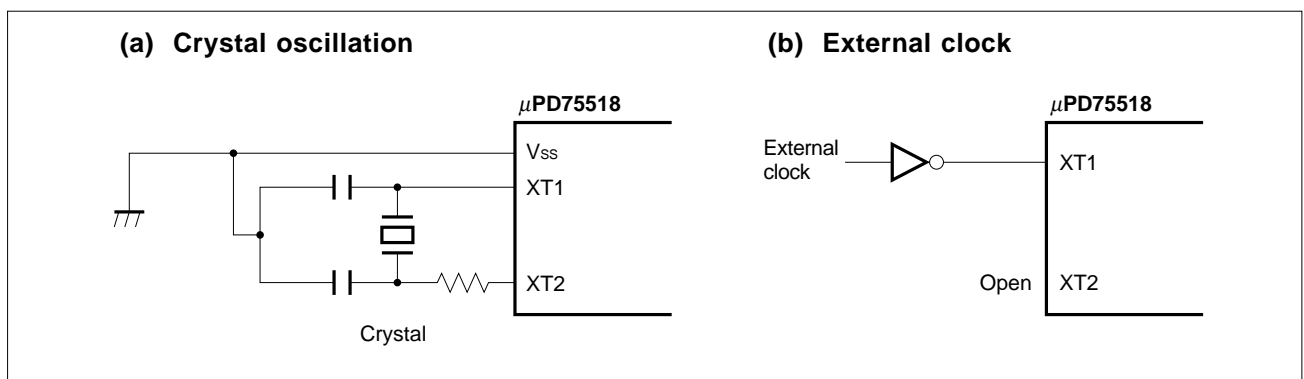 (a) Crystal oscillation
μPD75518
VSS
XT1
XT2
Crystal
(b) External clock
μPD75518
External
clock
XT1
Open
XT2